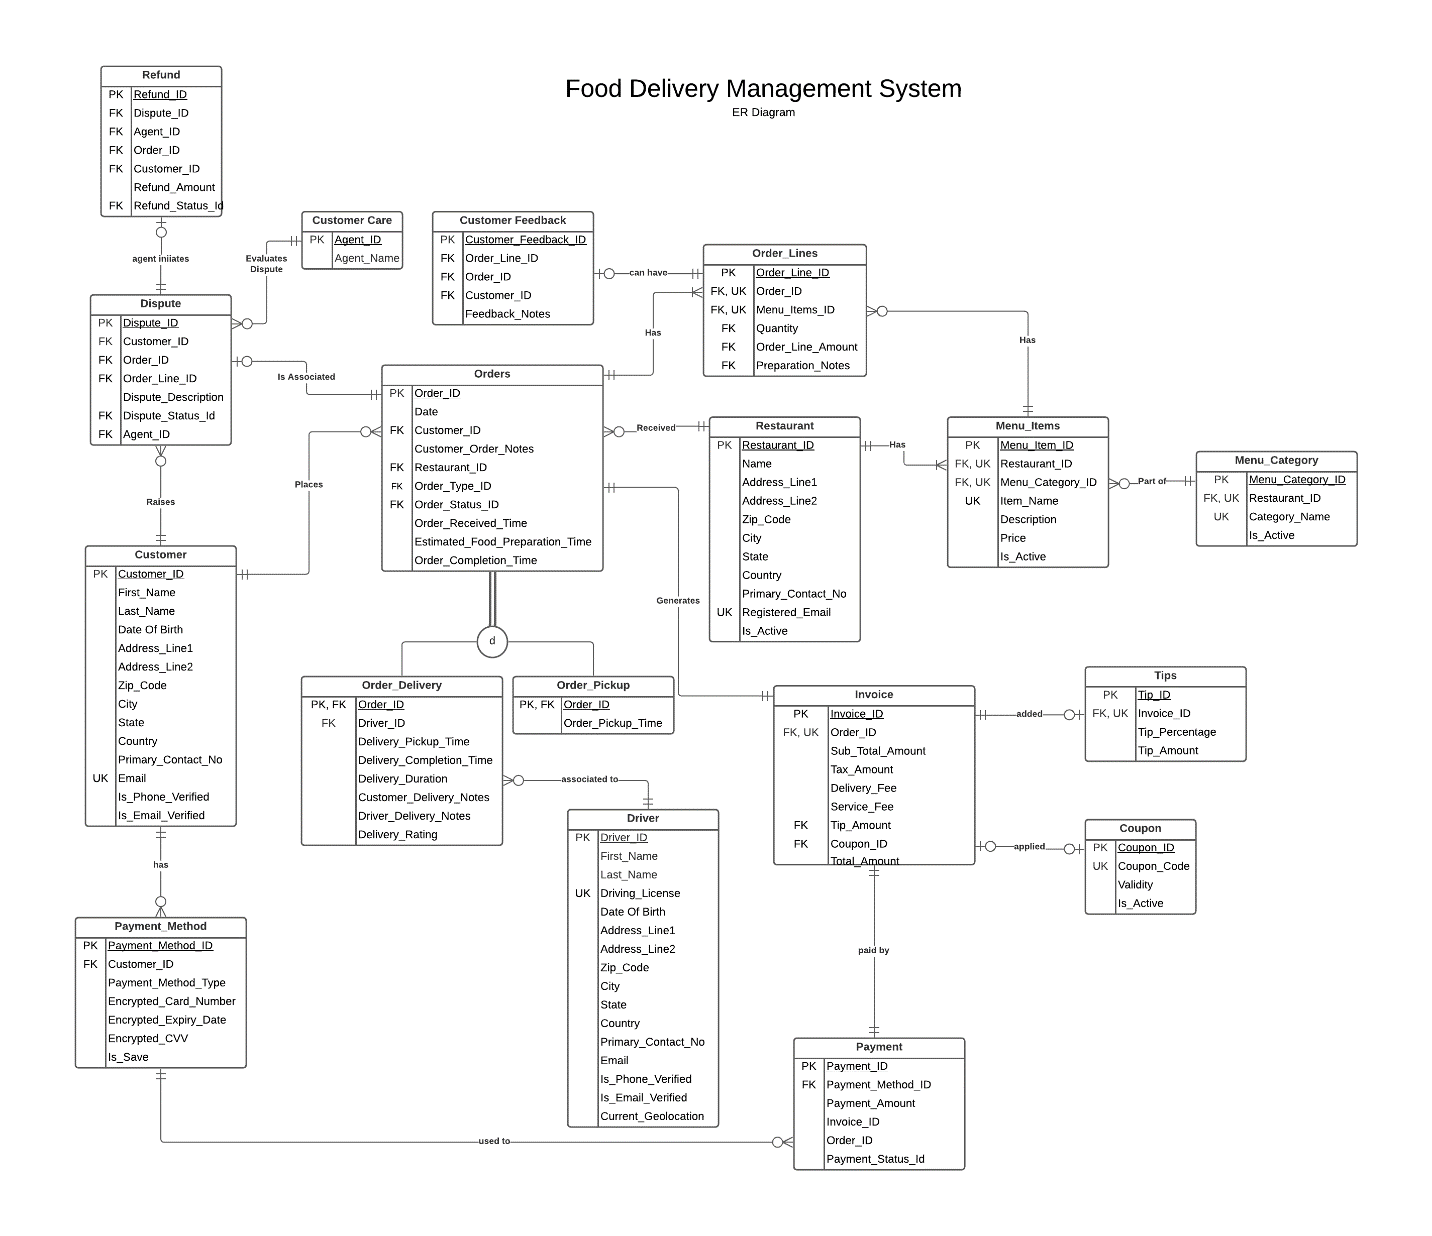 Food Delivery Management System
ER Diagram
Refund
PK Refund_ID
FK Dispute_ID
FK Agent_ID
FK Order_ID
FK Customer_ID
Refund_Amount
FK Refund_Status_Id
agent iniiates
Customer Care
PK Agent_ID
Agent_Name
Evaluates
Dispute
Customer Feedback
PK Customer_Feedback_ID
FK Order_Line_ID
FK Order_ID
FK Customer_ID
Feedback_Notes
can have
Order_Lines
PK Order_Line_ID
FK, UK Order_ID
FK, UK Menu_Items_ID
FK Quantity
FK Order_Line_Amount
FK Preparation_Notes
Has
Has
Dispute
PK Dispute_ID
FK Customer_ID
FK Order_ID
FK Order_Line_ID
Dispute_Description
FK Dispute_Status_Id
FK Agent_ID
Is Associated
Raises
Places
Orders
PK Order_ID
Date
FK Customer_ID
Customer_Order_Notes
FK Restaurant_ID
FK Order_Type_ID
FK Order_Status_ID
Order_Received_Time
Estimated_Food_Preparation_Time
Order_Completion_Time
Received
Generates
d
Restaurant
PK Restaurant_ID
Name
Address_Line1
Address_Line2
Zip_Code
City
State
Country
Primary_Contact_No
UK Registered_Email
Is_Active
Has
Menu_Items
PK Menu_Item_ID
FK, UK Restaurant_ID
FK, UK Menu_Category_ID
UK Item_Name
Description
Price
Is_Active
Part of
Menu_Category
PK Menu_Category_ID
FK, UK Restaurant_ID
UK Category_Name
Is_Active
Customer
PK Customer_ID
First_Name
Last_Name
Date Of Birth
Address_Line1
Address_Line2
Zip_Code
City
State
Country
Primary_Contact_No
UK Email
Is_Phone_Verified
Is_Email_Verified
has
Order_Delivery
PK, FK Order_ID
FK Driver_ID
Delivery_Pickup_Time
Delivery_Completion_Time
Delivery_Duration
Customer_Delivery_Notes
Driver_Delivery_Notes
Delivery_Rating
Order_Pickup
PK, FK Order_ID
Order_Pickup_Time
associated to
Driver
PK Driver_ID
First_Name
Last_Name
UK Driving_License
Date Of Birth
Address_Line1
Address_Line2
Zip_Code
City
State
Country
Primary_Contact_No
Email
Is_Phone_Verified
Is_Email_Verified
Current_Geolocation
Invoice
PK Invoice_ID
FK, UK Order_ID
Sub_Total_Amount
Tax_Amount
Delivery_Fee
Service_Fee
FK Tip_Amount
FK Coupon_ID
Total_Amount
added
Tips
PK Tip_ID
FK, UK Invoice_ID
Tip_Percentage
Tip_Amount
applied
Coupon
PK Coupon_ID
UK Coupon_Code
Validity
Is_Active
paid by
Payment_Method
PK Payment_Method_ID
FK Customer_ID
Payment_Method_Type
Encrypted_Card_Number
Encrypted_Expiry_Date
Encrypted_CVV
Is_Save
used to
Payment
PK Payment_ID
FK Payment_Method_ID
Payment_Amount
Invoice_ID
Order_ID
Payment_Status_Id